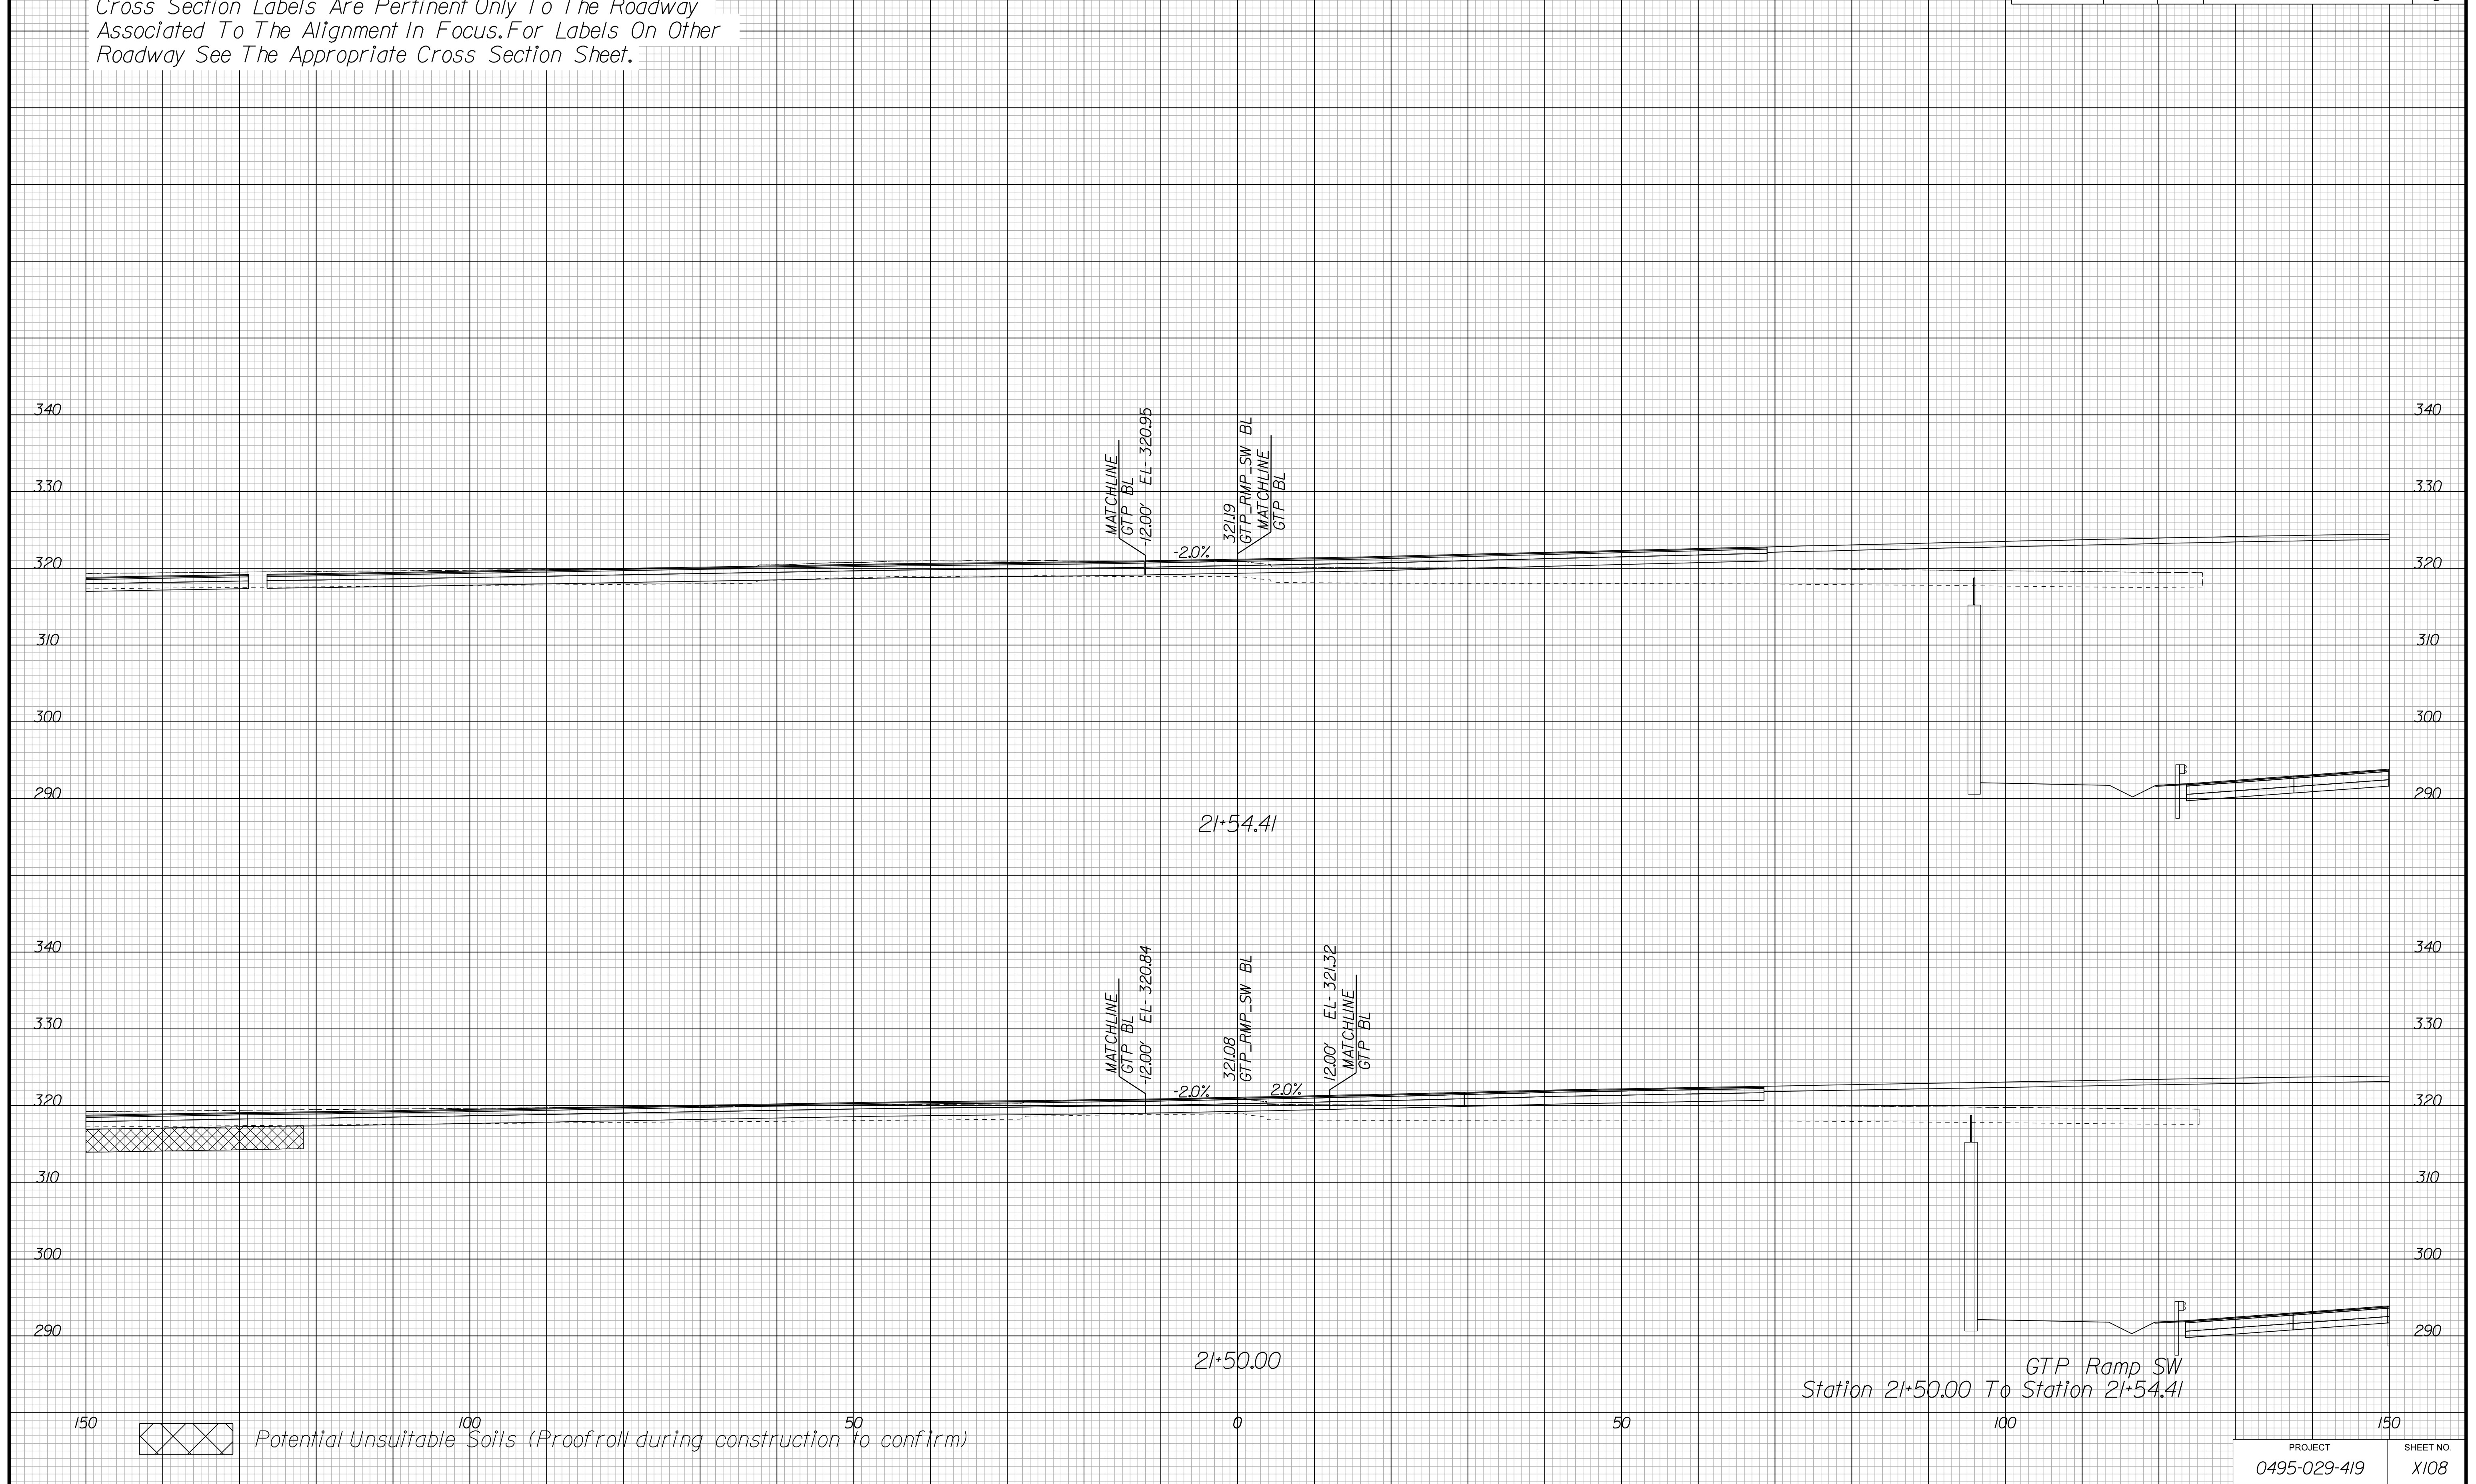 Cross Section Labels Are Pertinent Only To The Roadway
Associated To The Alignment In Focus. For Labels On Other
Roadway See The Appropriate Cross Section Sheet.
340
340
330
330
320
320
310
310
300
300
290
290
MATCHLINE
GTP BL
-12.00' EL- 320.95
-2.0%
321.19
GTP_RMP_SW BL
MATCHLINE
GTP BL
21+54.41
340
340
330
330
320
320
310
310
300
300
290
290
MATCHLINE
GTP BL
-12.00' EL- 320.84
-2.0%
321.08
GTP_RMP_SW BL
2.0%
12.00' EL- 321.32
MATCHLINE
GTP BL
21+50.00
GTP Ramp SW
Station 21+50.00 To Station 21+54.41
150 100 50 0 50 100 150
Potential Unsuitable Soils (Proofroll during construction to confirm)
PROJECT SHEET NO.
0495-029-419 X108